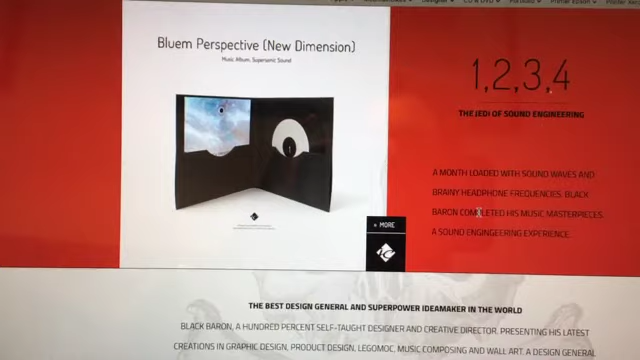 Bluem Perspective (New Dimension)
Music Album, Supersonic Sound
1,2,3,4
THE JEDI OF SOUND ENGINEERING
A MONTH LOADED WITH SOUND WAVES AND
BRAINY HEADPHONE FREQUENCIES. BLACK
BARON COMPLETED HIS MUSIC MASTERPIECES.
A SOUND ENGINGEERING EXPERIENCE.
+ MORE
THE BEST DESIGN GENERAL AND SUPERPOWER IDEAMAKER IN THE WORLD
BLACK BARON, A HUNDRED PERCENT SELF-TAUGHT DESIGNER AND CREATIVE DIRECTOR, PRESENTING HIS LATEST
CREATIONS IN GRAPHIC DESIGN, PRODUCT DESIGN, LEGOMOC, MUSIC COMPOSING AND WALL ART. A DESIGN GENERAL